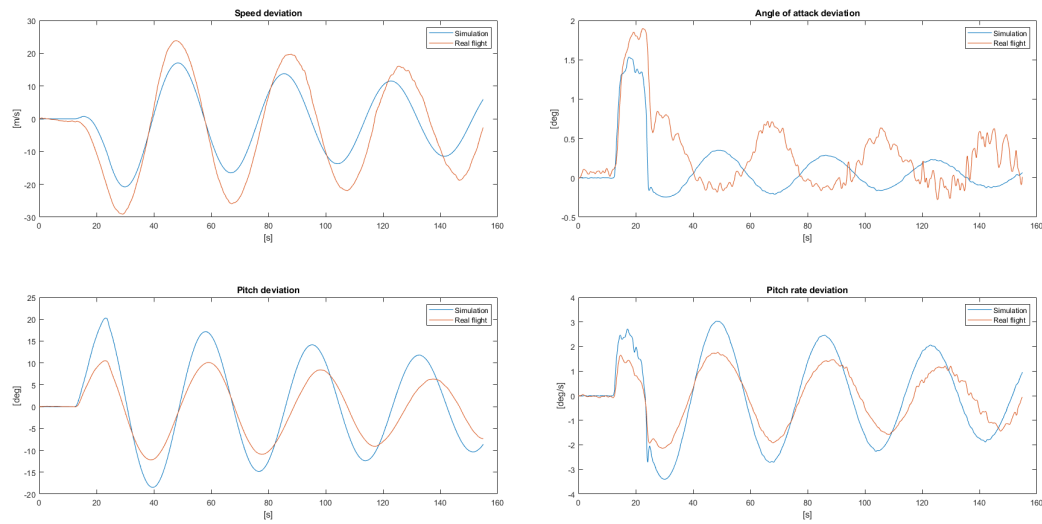 Speed deviation
30
20
10
0
-10
-20
-30
[m/s]
0 20 40 60 80 100 120 140 160
[s]
Simulation
Real flight
Angle of attack deviation
2
1.5
1
0.5
0
-0.5
[deg]
0 20 40 60 80 100 120 140 160
[s]
Simulation
Real flight
Pitch deviation
25
20
15
10
5
0
-5
-10
-15
-20
[deg]
0 20 40 60 80 100 120 140 160
[s]
Simulation
Real flight
Pitch rate deviation
4
3
2
1
0
-1
-2
-3
-4
[deg/s]
0 20 40 60 80 100 120 140 160
[s]
Simulation
Real flight